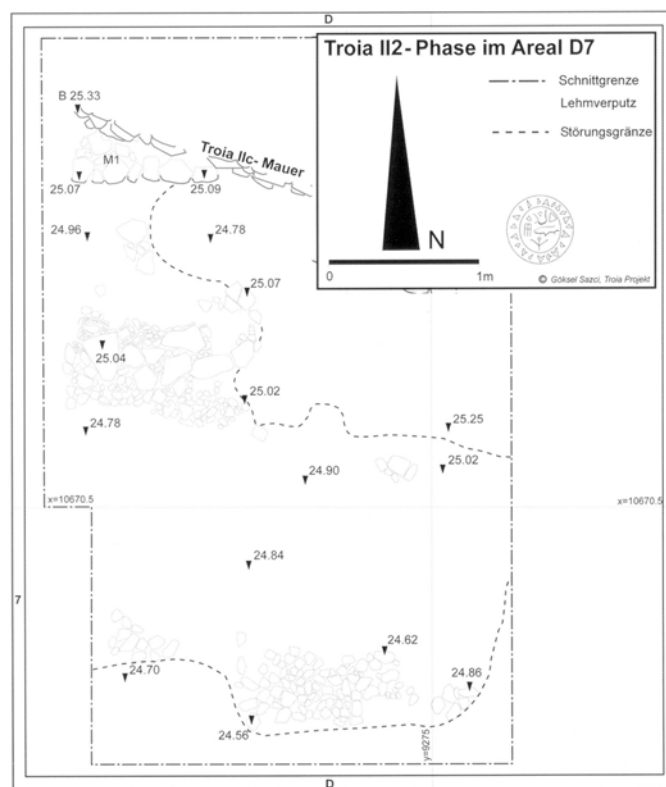 D
Troia II2-Phase im Areal D7
Schnittgrenze
Lehmverputz
Störungsgränze
N
0 1m
© Göksel Sazcı, Troia Projekt
B 25.33
Troia IIc- Mauer
M1
25.07 25.09
24.96 24.78
25.07
25.04
25.02
24.78 25.25
25.02
24.90
x=10670.5 x=10670.5
24.84
7
24.62
24.70 24.86
24.56
y=9275
D